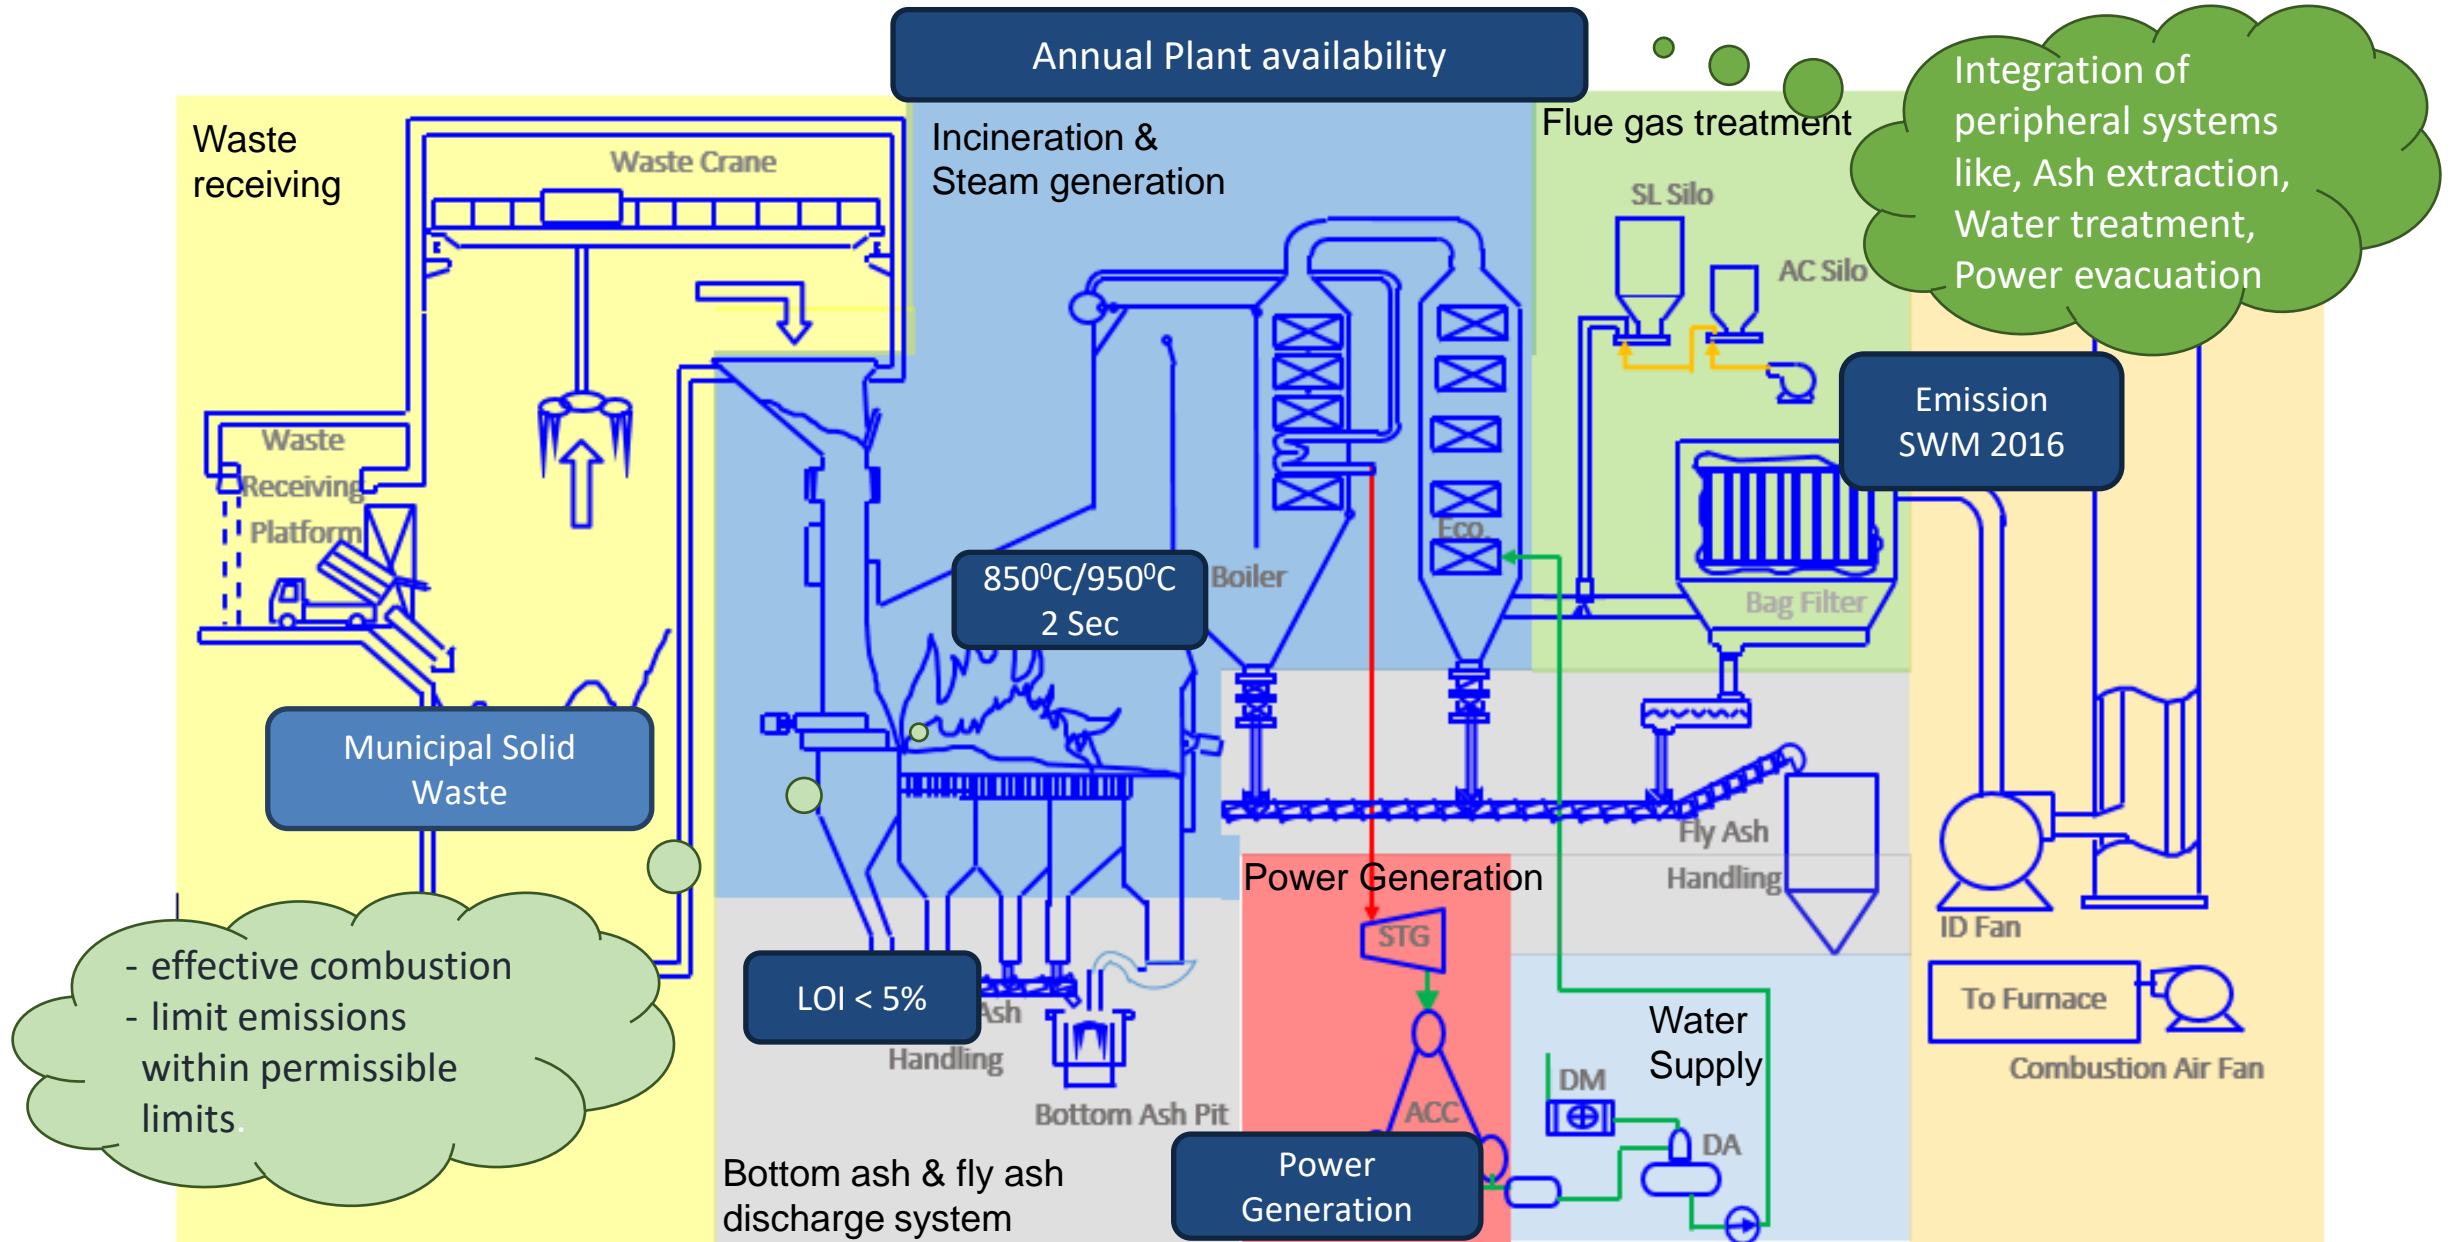 Annual Plant availability
Integration of
peripheral systems
like, Ash extraction,
Water treatment,
Power evacuation
Waste
receiving
Waste Crane
Incineration &
Steam generation
Flue gas treatment
SL Silo
AC Silo
Emission
SWM 2016
Waste
Receiving
Platform
Eco.
850⁰C/950⁰C
2 Sec
Boiler
Bag Filter
Municipal Solid
Waste
Fly Ash
Handling
Power Generation
STG
ID Fan
- effective combustion
- limit emissions
within permissible
limits.
LOI < 5%
Ash
Handling
To Furnace
Combustion Air Fan
Water
Supply
Bottom Ash Pit
ACC
DM
DA
Bottom ash & fly ash
discharge system
Power
Generation